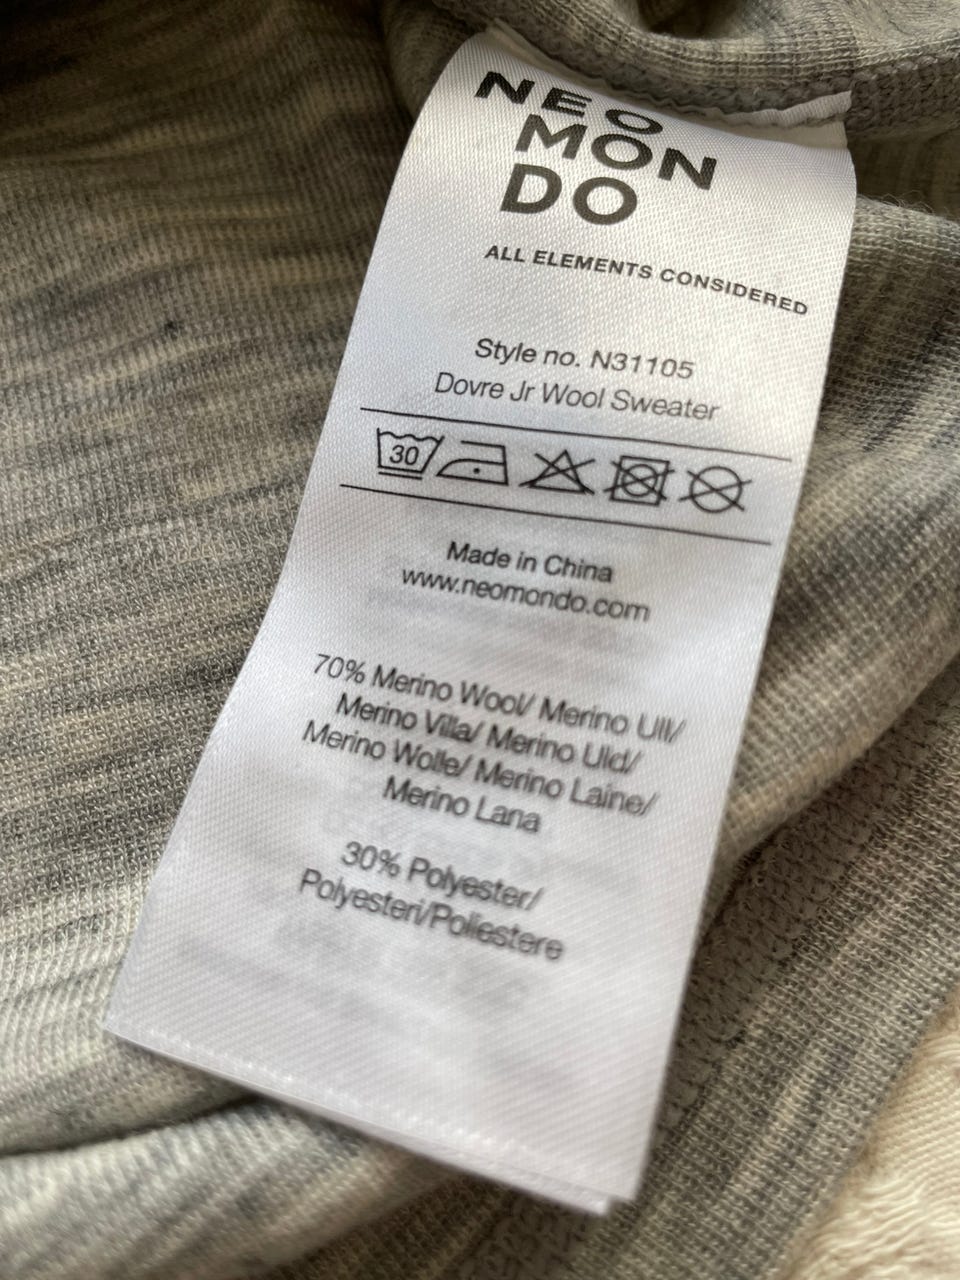 NEO
MON
DO
ALL ELEMENTS CONSIDERED
Style no. N31105
Dovre Jr Wool Sweater
30
Made in China
www.neomondo.com
70% Merino Wool/ Merino Ull/
Merino Villa/ Merino Uld/
Merino Wolle/ Merino Laine/
Merino Lana
30% Polyester/
Polyesteri/Poliestere